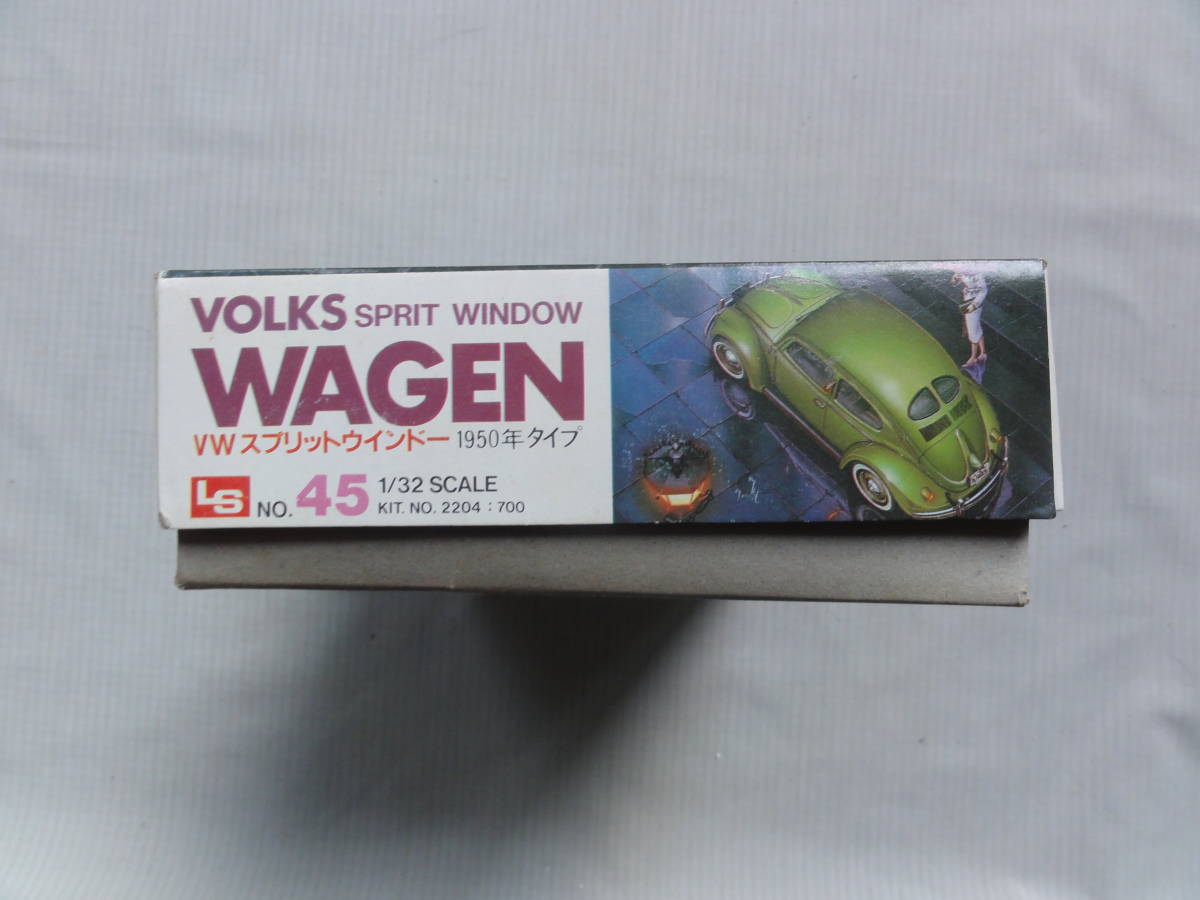 VOLKS SPRIT WINDOW
WAGEN
VWスプリットウインドー 1950年タイプ
LS NO. 45 1/32 SCALE
KIT. NO. 2204 : 700